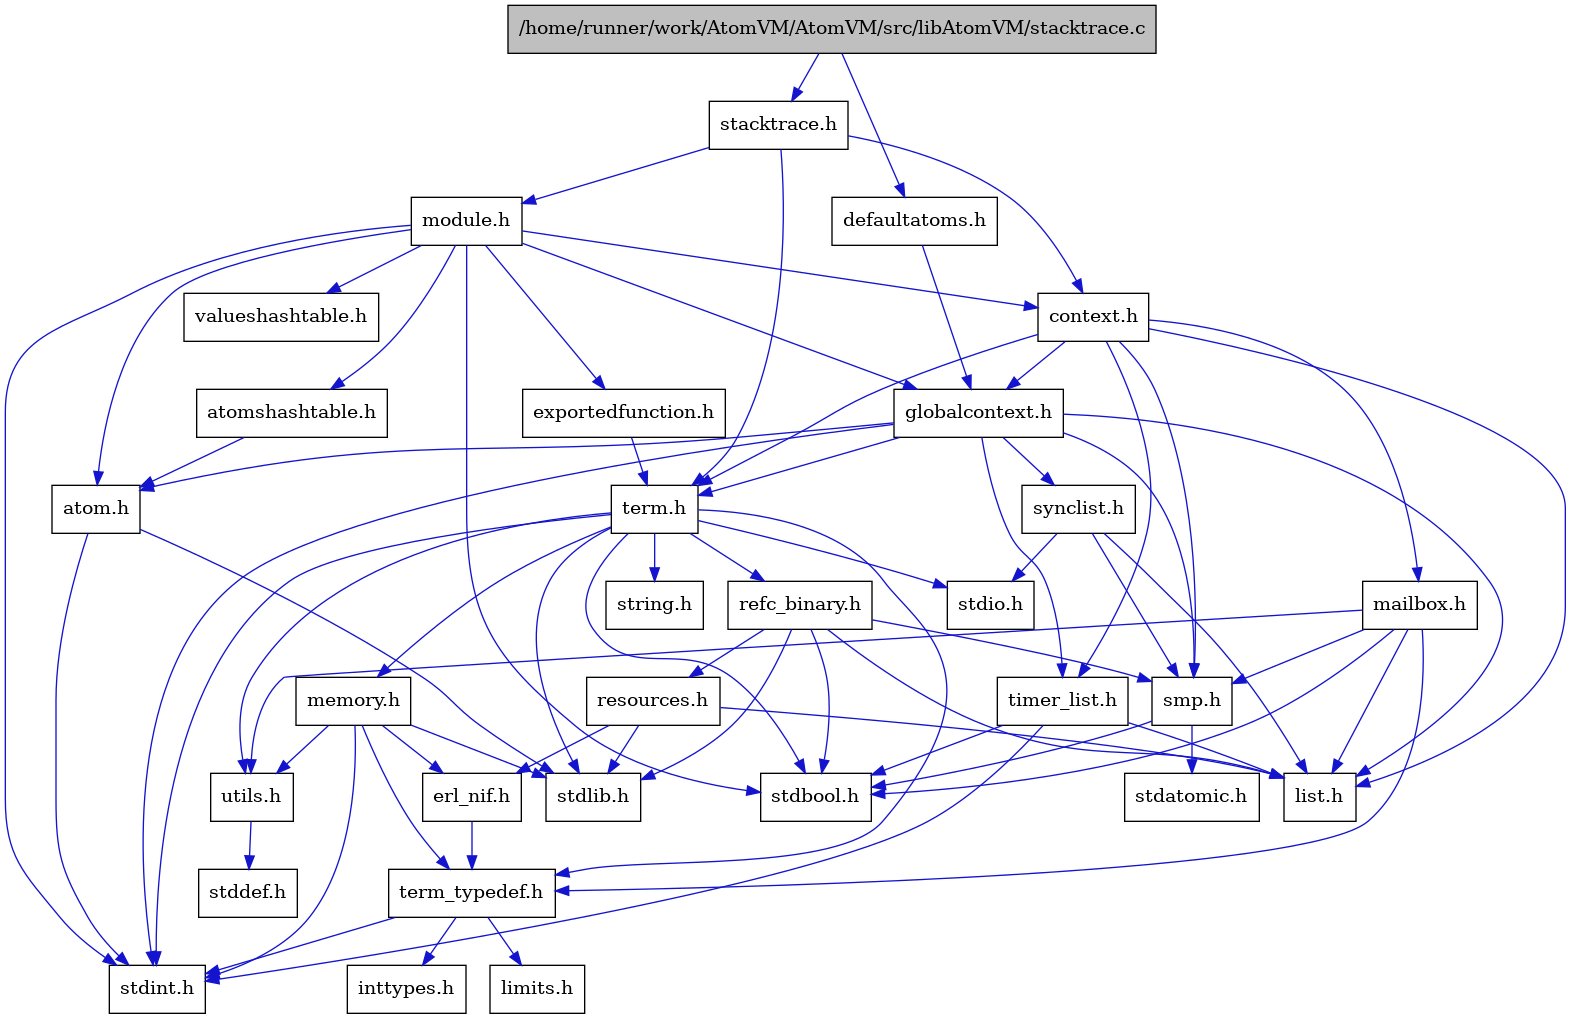 /home/runner/work/AtomVM/AtomVM/src/libAtomVM/stacktrace.c
stacktrace.h
module.h
defaultatoms.h
valueshashtable.h
context.h
atomshashtable.h
exportedfunction.h
globalcontext.h
atom.h
term.h
synclist.h
string.h
refc_binary.h
stdio.h
mailbox.h
memory.h
resources.h
timer_list.h
smp.h
utils.h
erl_nif.h
stdlib.h
stdbool.h
stdatomic.h
list.h
stddef.h
term_typedef.h
stdint.h
inttypes.h
limits.h